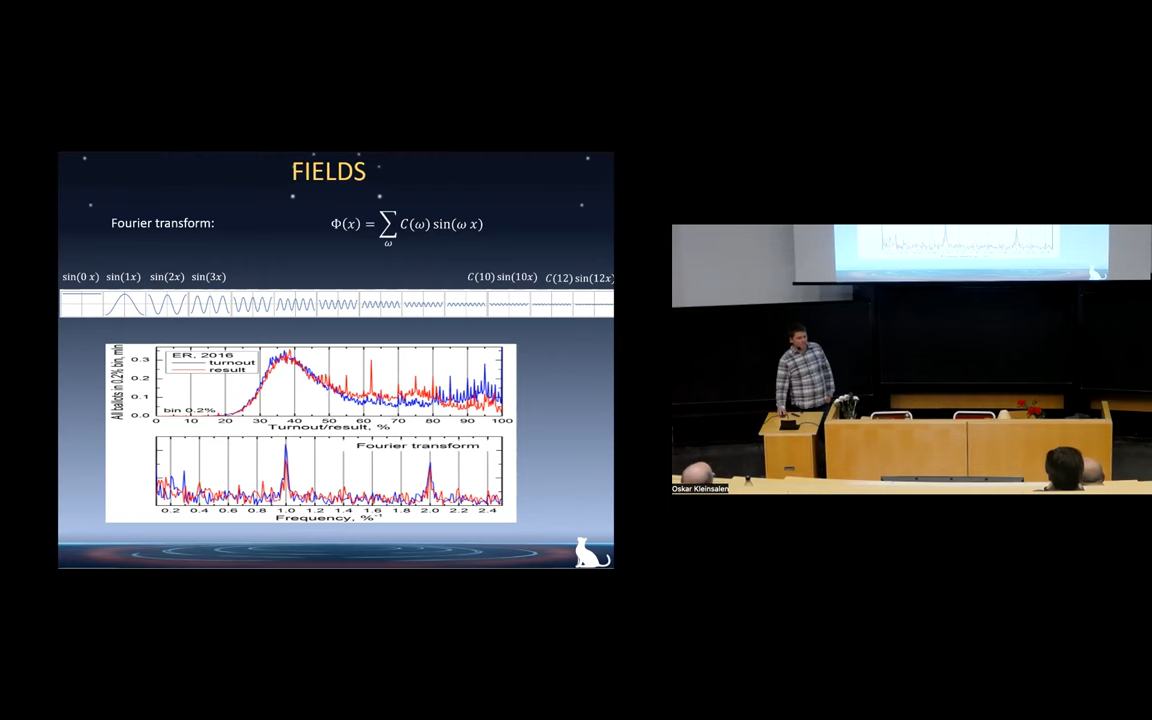 FIELDS
Fourier transform:
Φ(x) = ∑ C(ω) sin(ω x)
ω
sin(0 x) sin(1x) sin(2x) sin(3x) C(10) sin(10x) C(12) sin(12x)
ER, 2016
turnout
result
bin 0.2%
All ballots in 0.2% bin, mln
0.3
0.2
0.1
0.0
0 10 20 30 40 50 60 70 80 90 100
Turnout/result, %
Fourier transform
0.2 0.4 0.6 0.8 1.0 1.2 1.4 1.6 1.8 2.0 2.2 2.4
Frequency, %⁻¹
Oskar Kleinsalen